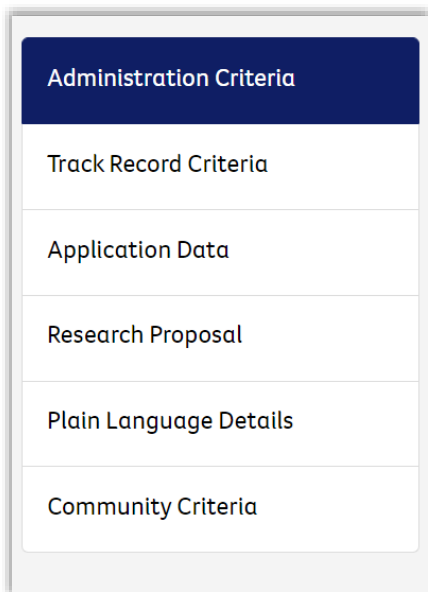 Administration Criteria
Track Record Criteria
Application Data
Research Proposal
Plain Language Details
Community Criteria